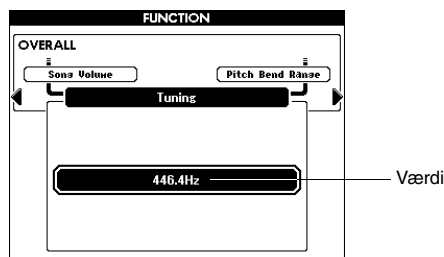 FUNCTION
OVERALL
Song Volume
Pitch Bend Range
Tuning
446.4Hz
Værdi